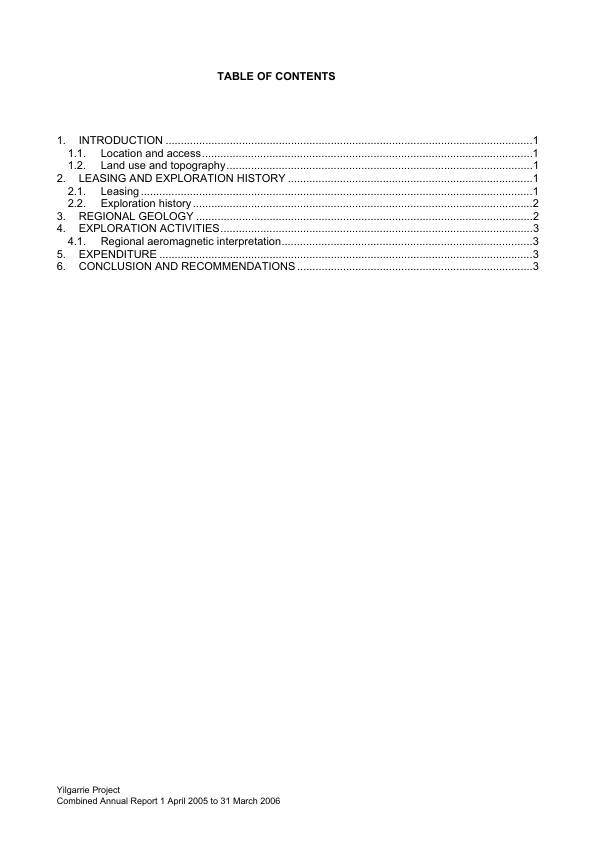 TABLE OF CONTENTS
1. INTRODUCTION ..........1
1.1. Location and access..........1
1.2. Land use and topography..........1
2. LEASING AND EXPLORATION HISTORY ..........1
2.1. Leasing..........1
2.2. Exploration history..........2
3. REGIONAL GEOLOGY ..........2
4. EXPLORATION ACTIVITIES..........3
4.1. Regional aeromagnetic interpretation..........3
5. EXPENDITURE ..........3
6. CONCLUSION AND RECOMMENDATIONS ..........3
Yilgarrie Project
Combined Annual Report 1 April 2005 to 31 March 2006